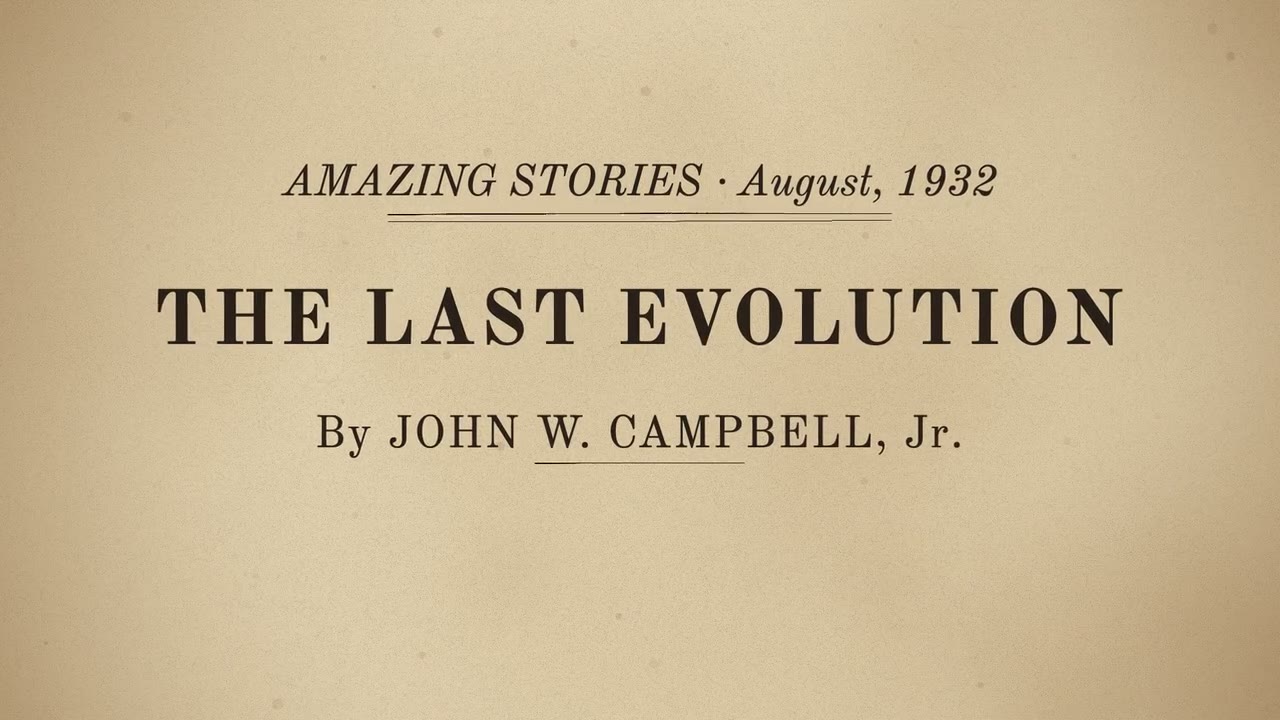 AMAZING STORIES · August, 1932
THE LAST EVOLUTION
By JOHN W. CAMPBELL, Jr.